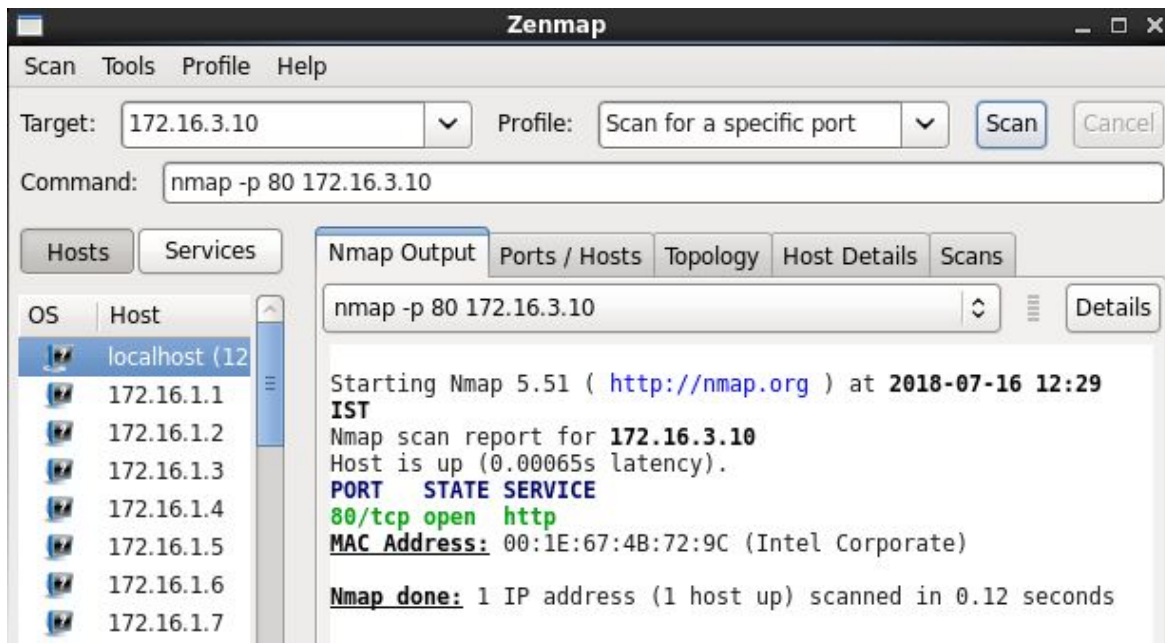 Zenmap
Scan Tools Profile Help
Target: 172.16.3.10 Profile: Scan for a specific port Scan Cancel
Command: nmap -p 80 172.16.3.10
Hosts Services
Nmap Output Ports / Hosts Topology Host Details Scans
OS Host
localhost (12
172.16.1.1
172.16.1.2
172.16.1.3
172.16.1.4
172.16.1.5
172.16.1.6
172.16.1.7
nmap -p 80 172.16.3.10 Details
Starting Nmap 5.51 ( http://nmap.org ) at 2018-07-16 12:29
IST
Nmap scan report for 172.16.3.10
Host is up (0.00065s latency).
PORT STATE SERVICE
80/tcp open http
MAC Address: 00:1E:67:4B:72:9C (Intel Corporate)
Nmap done: 1 IP address (1 host up) scanned in 0.12 seconds